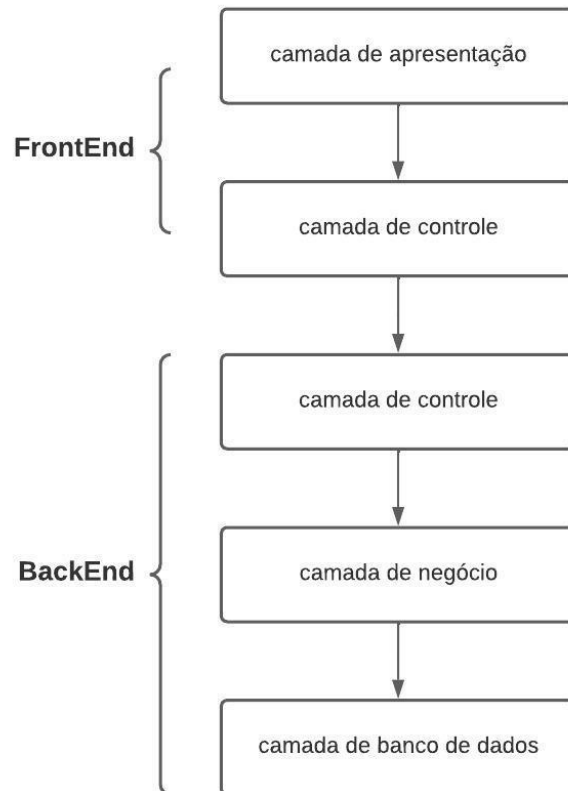 camada de apresentação
FrontEnd
camada de controle
camada de controle
camada de negócio
BackEnd
camada de banco de dados